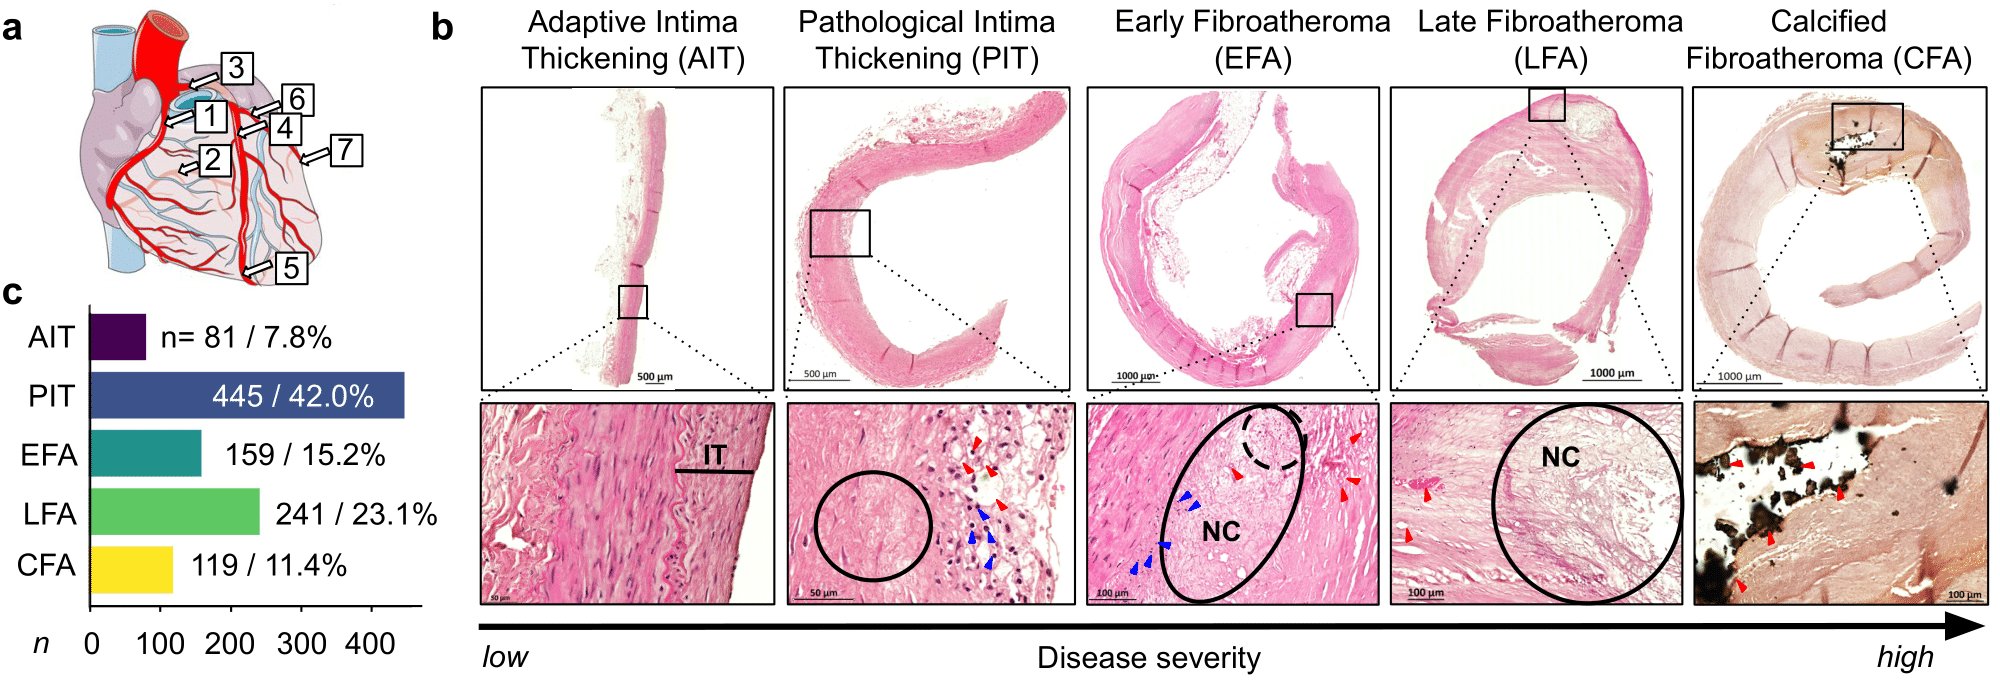 a
3
6
1
4
2
7
5
b
Adaptive Intima
Thickening (AIT)
Pathological Intima
Thickening (PIT)
Early Fibroatheroma
(EFA)
Late Fibroatheroma
(LFA)
Calcified
Fibroatheroma (CFA)
500 µm
500 µm
1000 µm
1000 µm
1000 µm
IT
50 µm
50 µm
NC
100 µm
NC
100 µm
100 µm
low
Disease severity
high
c
AIT n= 81 / 7.8%
PIT 445 / 42.0%
EFA 159 / 15.2%
LFA 241 / 23.1%
CFA 119 / 11.4%
n 0 100 200 300 400